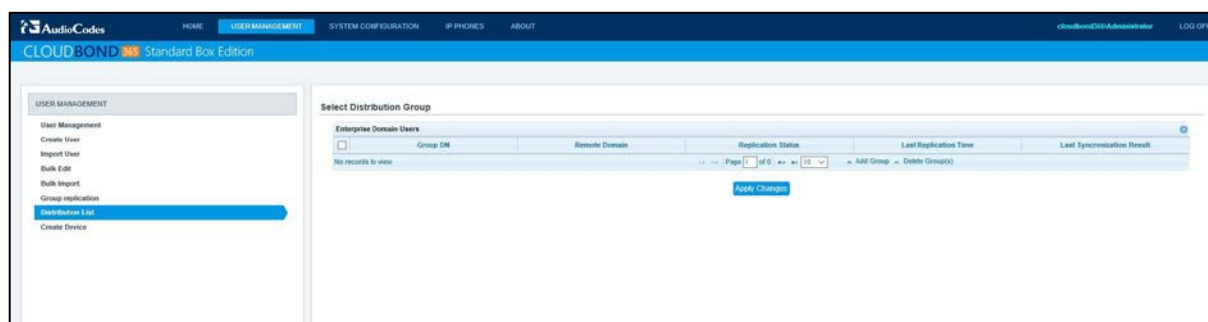 AudioCodes HOME USER MANAGEMENT SYSTEM CONFIGURATION IP PHONES ABOUT cloudbond365\Administrator LOG OFF
CLOUDBOND 365 Standard Box Edition
USER MANAGEMENT
User Management
Create User
Import User
Bulk Edit
Bulk Import
Group replication
Distribution List
Create Device
Select Distribution Group
Enterprise Domain Users
Group DN Remote Domain Replication Status Last Replication Time Last Syncronization Result
No records to view Page 1 of 0 10 Add Group Delete Group(s)
Apply Changes